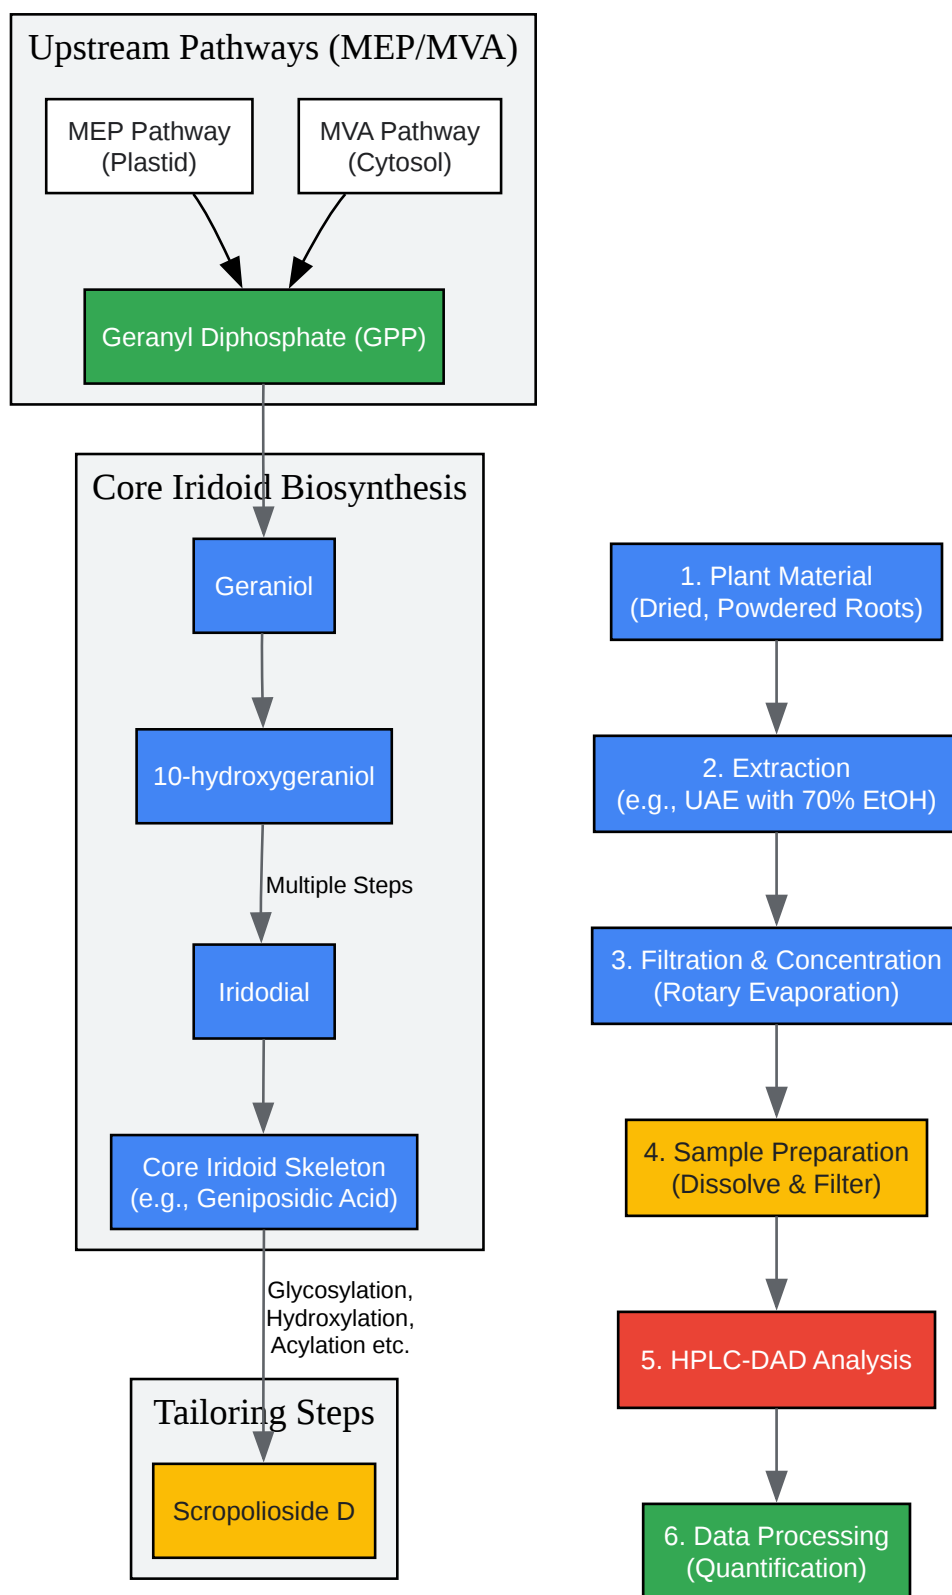 Upstream Pathways (MEP/MVA)
MEP Pathway
(Plastid)
MVA Pathway
(Cytosol)
Geranyl Diphosphate (GPP)
Core Iridoid Biosynthesis
Geraniol
10-hydroxygeraniol
Multiple Steps
Iridodial
Core Iridoid Skeleton
(e.g., Geniposidic Acid)
Glycosylation,
Hydroxylation,
Acylation etc.
Tailoring Steps
Scropolioside D
1. Plant Material
(Dried, Powdered Roots)
2. Extraction
(e.g., UAE with 70% EtOH)
3. Filtration & Concentration
(Rotary Evaporation)
4. Sample Preparation
(Dissolve & Filter)
5. HPLC-DAD Analysis
6. Data Processing
(Quantification)